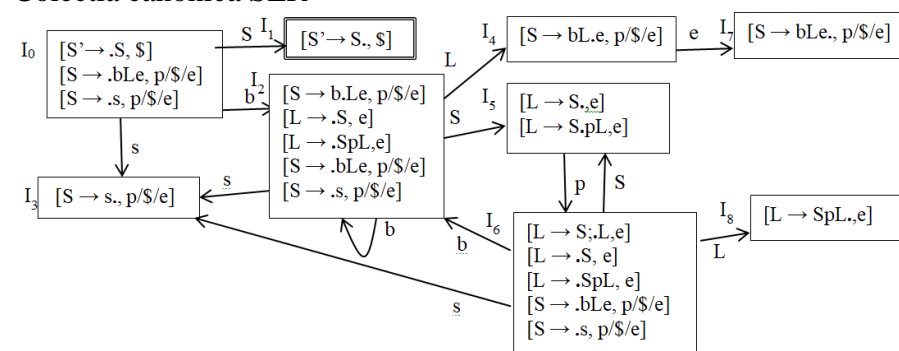 Colecția canonică SLR
I₀
[S’→ .S, $]
[S → .bLe, p/$/e]
[S → .s, p/$/e]
S
I₁
[S’→ S., $]
b
s
I₂
[S → b.Le, p/$/e]
[L → .S, e]
[L → .SpL,e]
[S → .bLe, p/$/e]
[S → .s, p/$/e]
L
S
s
b
I₃
[S → s., p/$/e]
I₄
[S → bL.e, p/$/e]
e
I₇
[S → bLe., p/$/e]
I₅
[L → S.,e]
[L → S.pL,e]
p
S
I₆
[L → S;.L,e]
[L → .S, e]
[L → .SpL, e]
[S → .bLe, p/$/e]
[S → .s, p/$/e]
b
s
L
I₈
[L → SpL.,e]